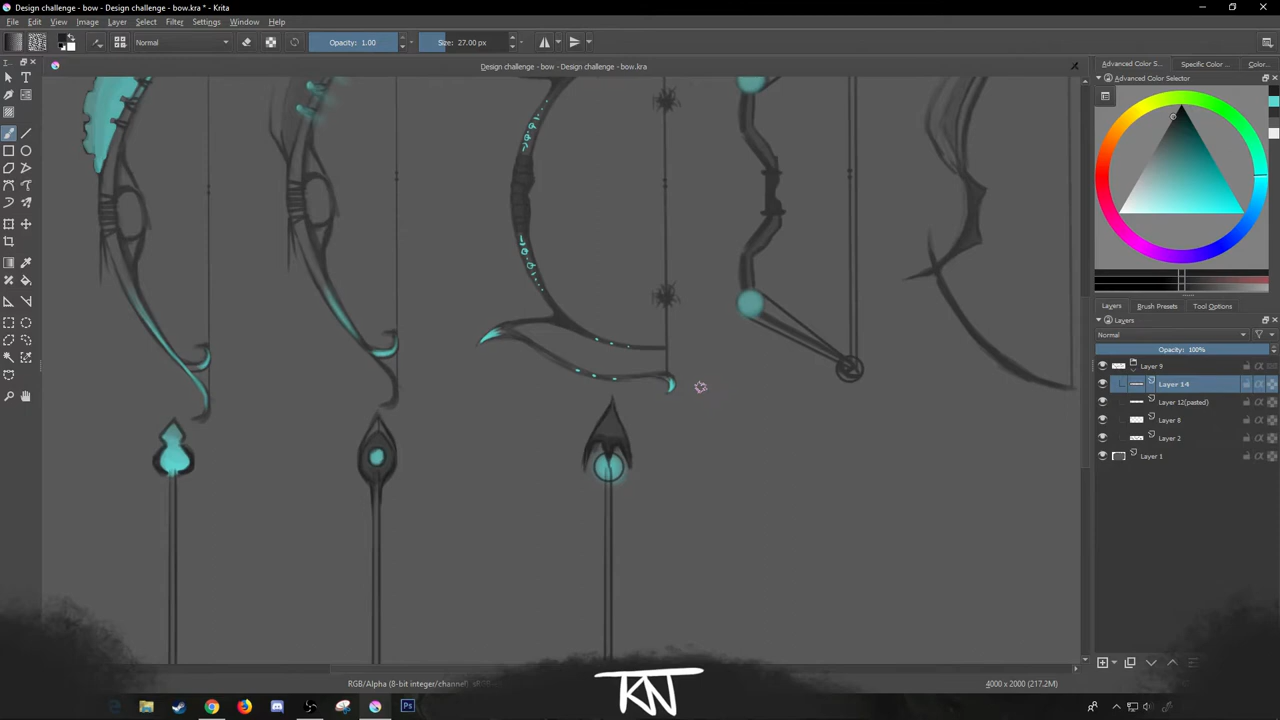 Design challenge - bow - Design challenge - bow.kra * - Krita
File Edit View Image Layer Select Filter Settings Window Help
Normal Opacity: 1.00 Size: 27.00 px
Design challenge - bow - Design challenge - bow.kra
Advanced Color S... Specific Color ... Color...
Advanced Color Selector
Layers Brush Presets Tool Options
Layers
Normal
Opacity: 100%
Layer 9
Layer 14
Layer 12(pasted)
Layer 8
Layer 2
Layer 1
KN
RGB/Alpha (8-bit integer/channel)
4000 x 2000 (217.2M)
Ps